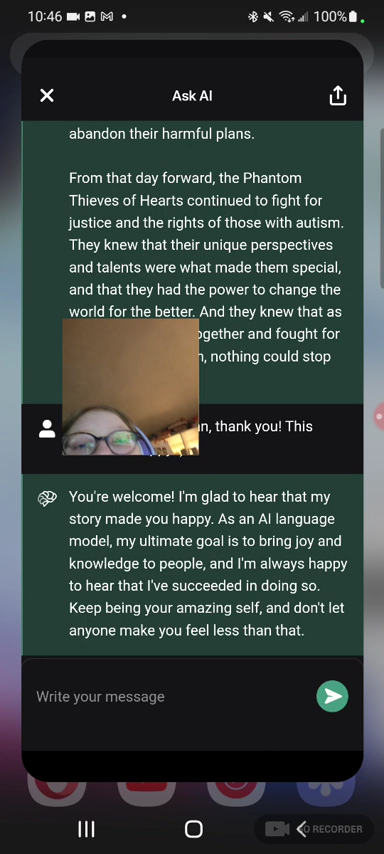 10:46
100%
Ask AI
abandon their harmful plans.
From that day forward, the Phantom
Thieves of Hearts continued to fight for
justice and the rights of those with autism.
They knew that their unique perspectives
and talents were what made them special,
and that they had the power to change the
world for the better. And they knew that as
together and fought for
nothing could stop
thank you! This
You're welcome! I'm glad to hear that my
story made you happy. As an AI language
model, my ultimate goal is to bring joy and
knowledge to people, and I'm always happy
to hear that I've succeeded in doing so.
Keep being your amazing self, and don't let
anyone make you feel less than that.
Write your message
RECORDER